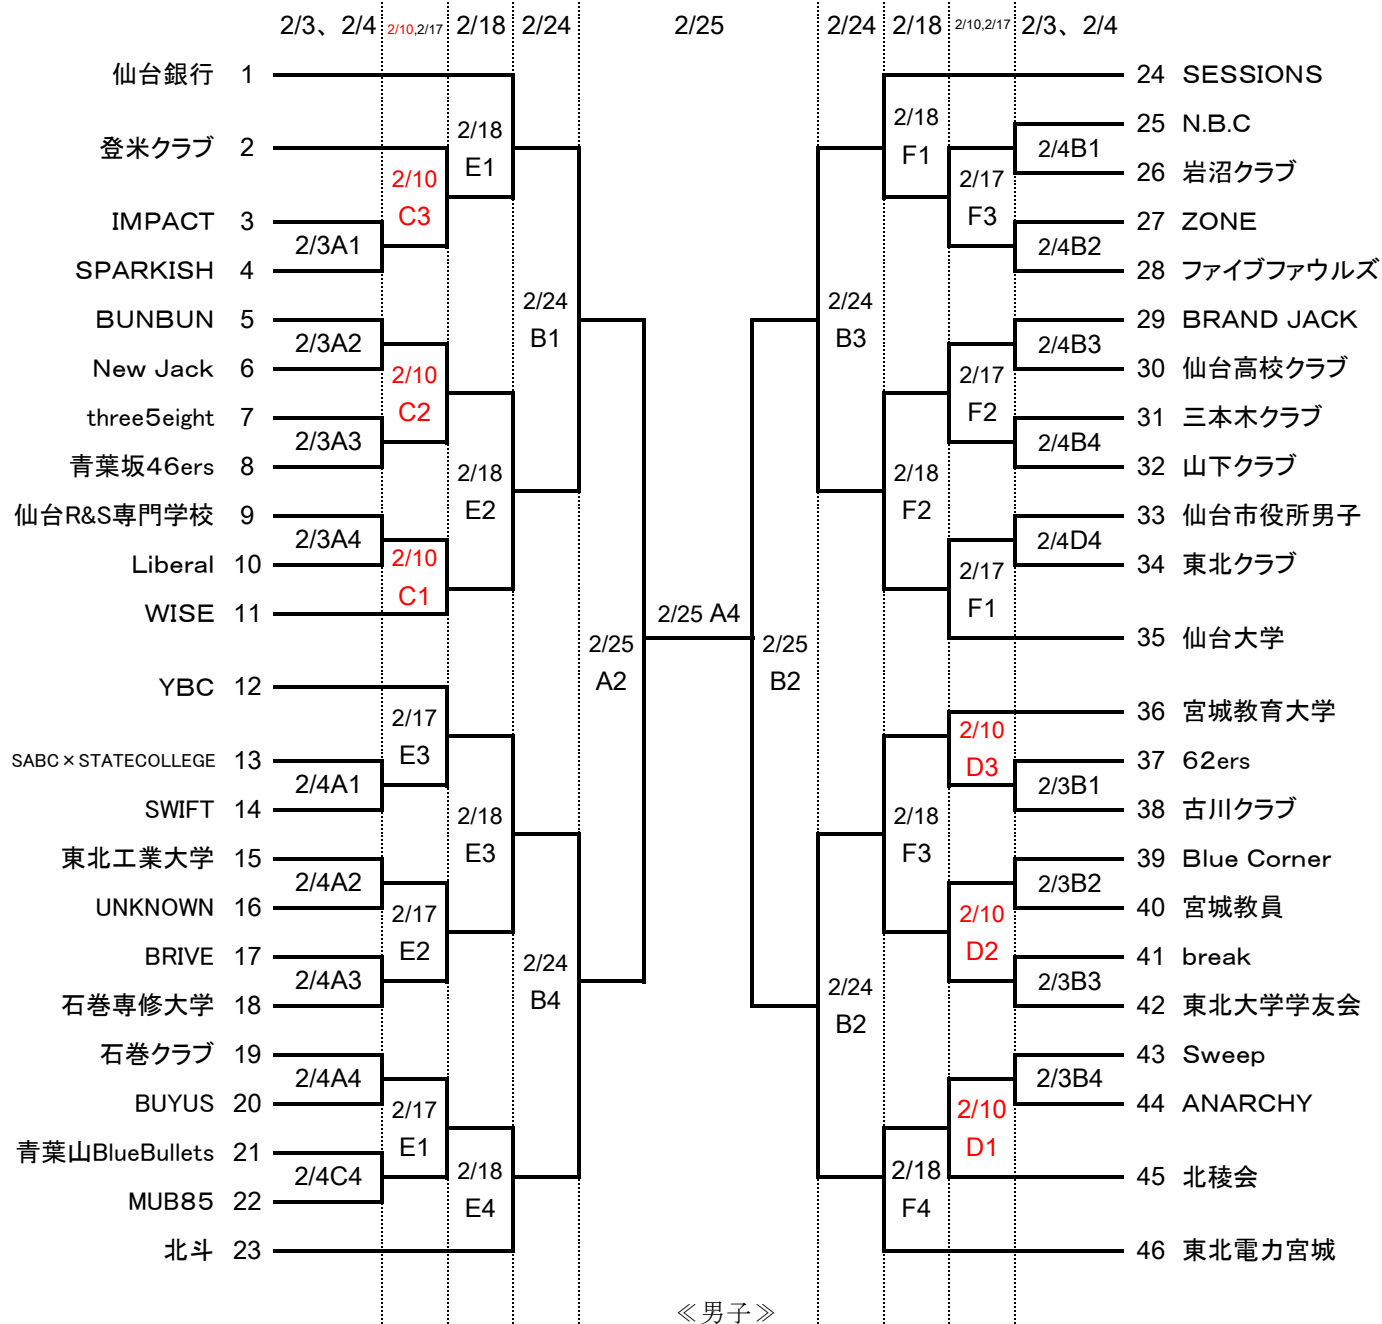 2/3、2/4 2/10,2/17 2/18 2/24 2/25 2/24 2/18 2/10,2/17 2/3、2/4
仙台銀行 1
登米クラブ 2
IMPACT 3
SPARKISH 4
BUNBUN 5
New Jack 6
three5eight 7
青葉坂46ers 8
仙台R&S専門学校 9
Liberal 10
WISE 11
YBC 12
SABC×STATECOLLEGE 13
SWIFT 14
東北工業大学 15
UNKNOWN 16
BRIVE 17
石巻専修大学 18
石巻クラブ 19
BUYUS 20
青葉山BlueBullets 21
MUB85 22
北斗 23
2/3A1
2/3A2
2/3A3
2/3A4
2/4A1
2/4A2
2/4A3
2/4A4
2/4C4
2/10
C3
2/10
C2
2/10
C1
2/17
E3
2/17
E2
2/17
E1
2/18
E1
2/18
E2
2/18
E3
2/18
E4
2/24
B1
2/24
B4
2/25
A2
2/25 A4
2/25
B2
2/24
B3
2/24
B2
2/18
F1
2/18
F2
2/18
F3
2/18
F4
2/17
F3
2/17
F2
2/17
F1
2/10
D3
2/10
D2
2/10
D1
2/4B1
2/4B2
2/4B3
2/4B4
2/4D4
2/3B1
2/3B2
2/3B3
2/3B4
24 SESSIONS
25 N.B.C
26 岩沼クラブ
27 ZONE
28 ファイブファウルズ
29 BRAND JACK
30 仙台高校クラブ
31 三本木クラブ
32 山下クラブ
33 仙台市役所男子
34 東北クラブ
35 仙台大学
36 宮城教育大学
37 62ers
38 古川クラブ
39 Blue Corner
40 宮城教員
41 break
42 東北大学学友会
43 Sweep
44 ANARCHY
45 北稜会
46 東北電力宮城
≪男子≫